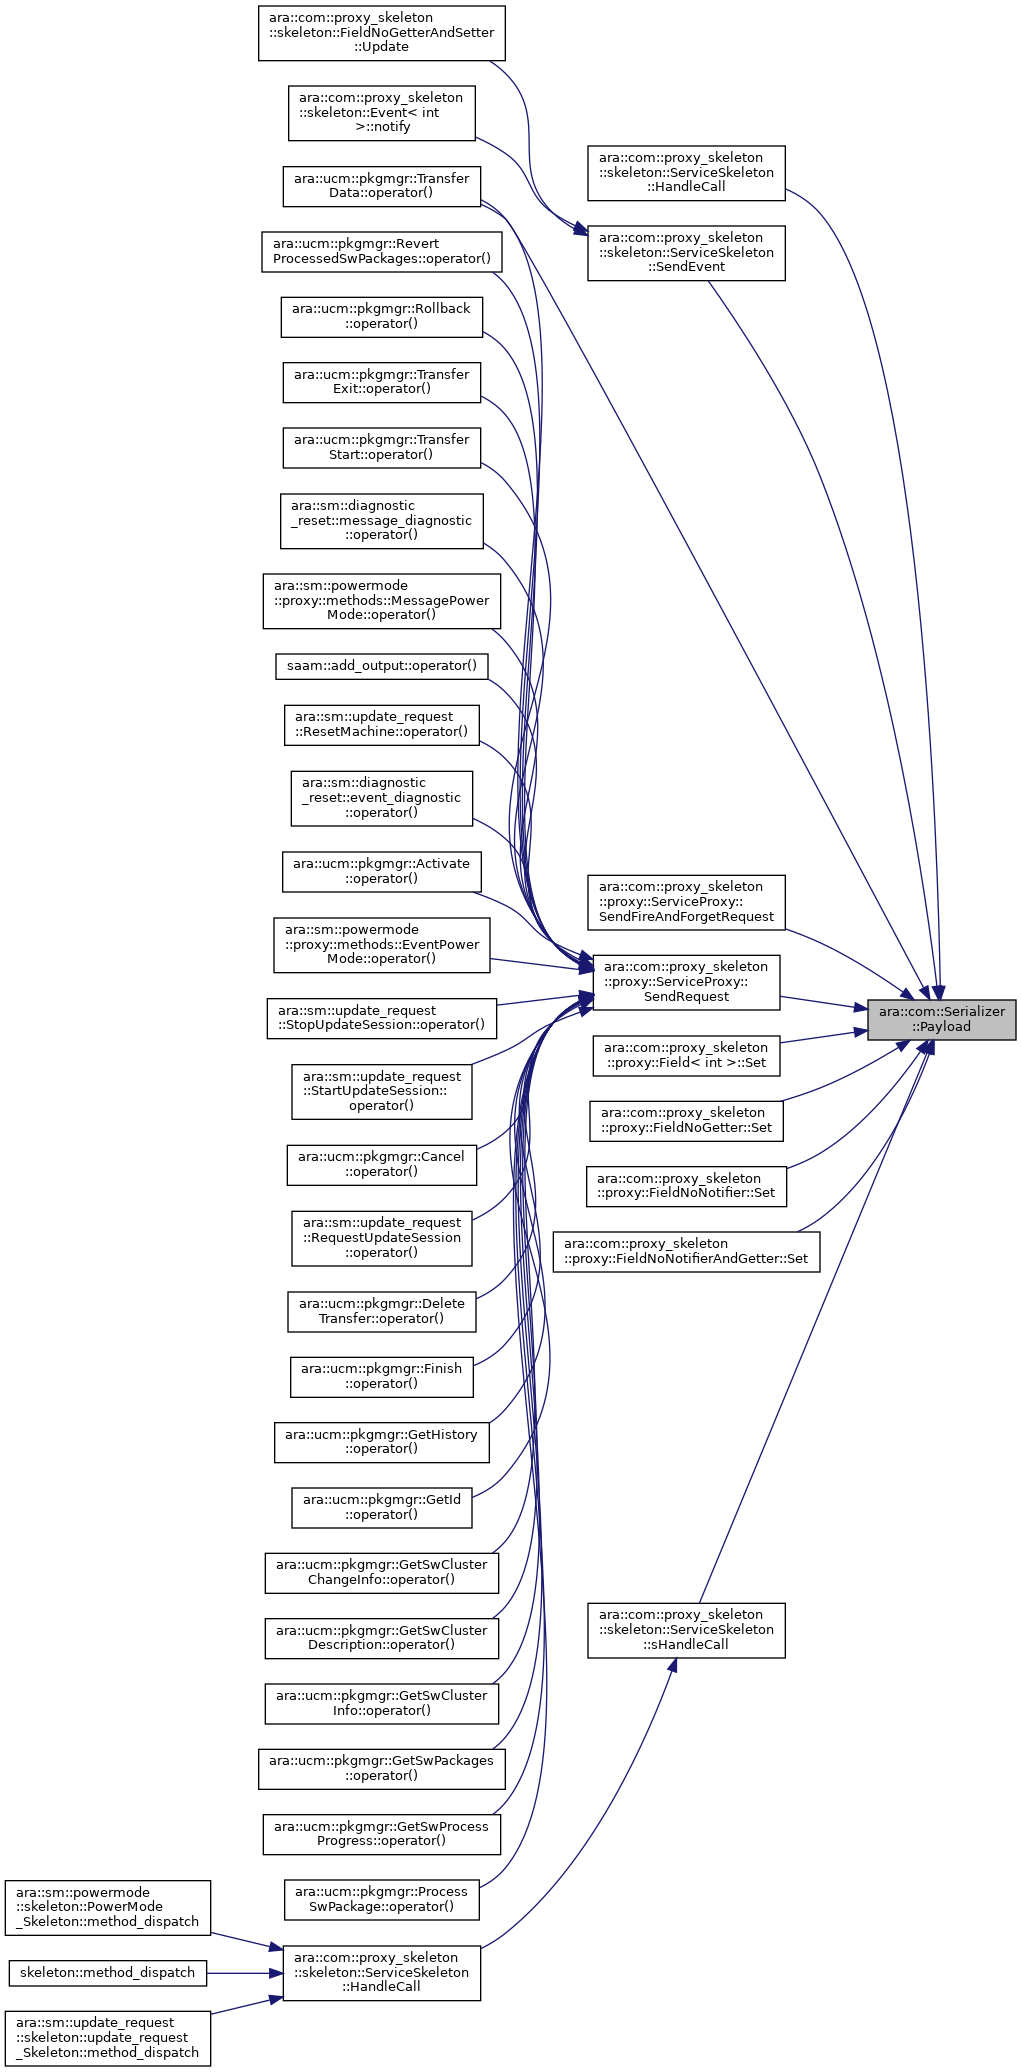 ara::com::proxy_skeleton
::skeleton::FieldNoGetterAndSetter
::Update
ara::com::proxy_skeleton
::skeleton::Event< int
>::notify
ara::ucm::pkgmgr::Transfer
Data::operator()
ara::ucm::pkgmgr::Revert
ProcessedSwPackages::operator()
ara::ucm::pkgmgr::Rollback
::operator()
ara::ucm::pkgmgr::Transfer
Exit::operator()
ara::ucm::pkgmgr::Transfer
Start::operator()
ara::sm::diagnostic
_reset::message_diagnostic
::operator()
ara::sm::powermode
::proxy::methods::MessagePower
Mode::operator()
saam::add_output::operator()
ara::sm::update_request
::ResetMachine::operator()
ara::sm::diagnostic
_reset::event_diagnostic
::operator()
ara::ucm::pkgmgr::Activate
::operator()
ara::sm::powermode
::proxy::methods::EventPower
Mode::operator()
ara::sm::update_request
::StopUpdateSession::operator()
ara::sm::update_request
::StartUpdateSession::
operator()
ara::ucm::pkgmgr::Cancel
::operator()
ara::sm::update_request
::RequestUpdateSession
::operator()
ara::ucm::pkgmgr::Delete
Transfer::operator()
ara::ucm::pkgmgr::Finish
::operator()
ara::ucm::pkgmgr::GetHistory
::operator()
ara::ucm::pkgmgr::GetId
::operator()
ara::ucm::pkgmgr::GetSwCluster
ChangeInfo::operator()
ara::ucm::pkgmgr::GetSwCluster
Description::operator()
ara::ucm::pkgmgr::GetSwCluster
Info::operator()
ara::ucm::pkgmgr::GetSwPackages
::operator()
ara::ucm::pkgmgr::GetSwProcess
Progress::operator()
ara::ucm::pkgmgr::Process
SwPackage::operator()
ara::sm::powermode
::skeleton::PowerMode
_Skeleton::method_dispatch
skeleton::method_dispatch
ara::sm::update_request
::skeleton::update_request
_Skeleton::method_dispatch
ara::com::proxy_skeleton
::skeleton::ServiceSkeleton
::HandleCall
ara::com::proxy_skeleton
::skeleton::ServiceSkeleton
::HandleCall
ara::com::proxy_skeleton
::skeleton::ServiceSkeleton
::SendEvent
ara::com::proxy_skeleton
::proxy::ServiceProxy::
SendFireAndForgetRequest
ara::com::proxy_skeleton
::proxy::ServiceProxy::
SendRequest
ara::com::proxy_skeleton
::proxy::Field< int >::Set
ara::com::proxy_skeleton
::proxy::FieldNoGetter::Set
ara::com::proxy_skeleton
::proxy::FieldNoNotifier::Set
ara::com::proxy_skeleton
::proxy::FieldNoNotifierAndGetter::Set
ara::com::proxy_skeleton
::skeleton::ServiceSkeleton
::sHandleCall
ara::com::Serializer
::Payload